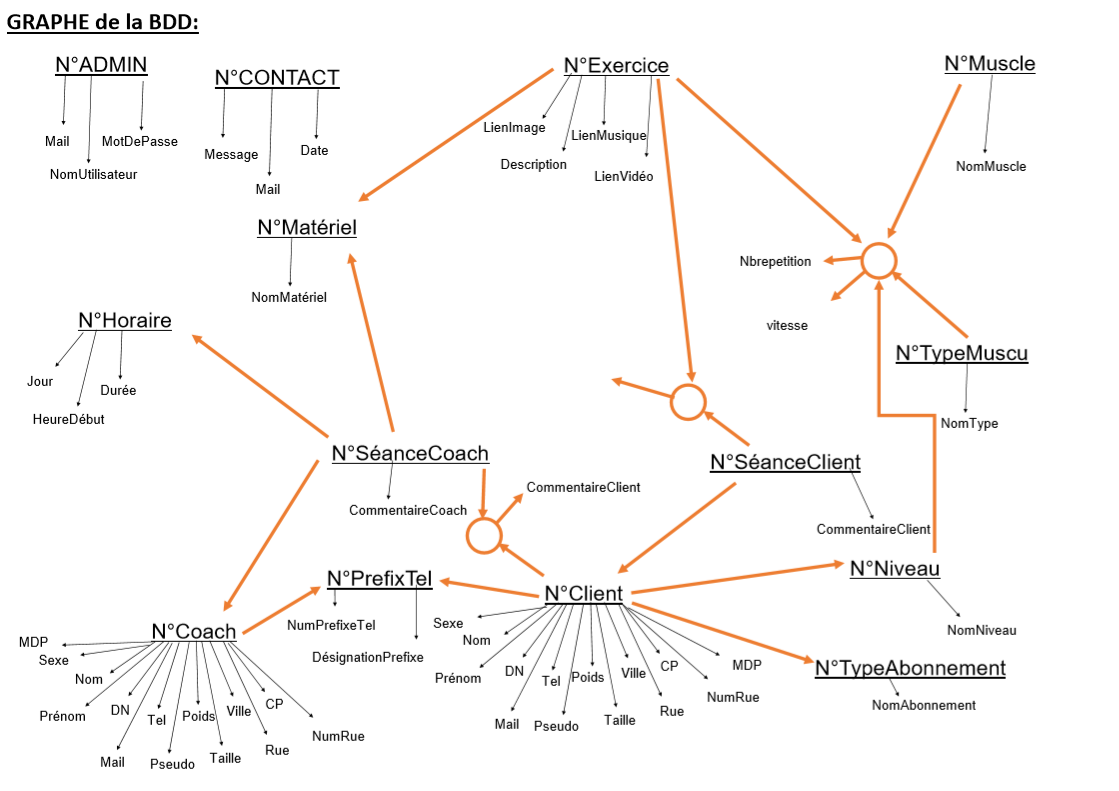 GRAPHE de la BDD:
N°ADMIN
Mail
NomUtilisateur
MotDePasse
N°CONTACT
Message
Mail
Date
N°Exercice
LienImage
Description
LienMusique
LienVidéo
N°Muscle
NomMuscle
N°Matériel
NomMatériel
Nbrepetition
vitesse
N°TypeMuscu
NomType
N°Horaire
Jour
HeureDébut
Durée
N°SéanceCoach
CommentaireCoach
CommentaireClient
N°SéanceClient
CommentaireClient
N°Niveau
NomNiveau
N°PrefixTel
NumPrefixeTel
DésignationPrefixe
N°Client
Sexe
Nom
Prénom
DN
Mail
Tel
Pseudo
Poids
Taille
Ville
CP
Rue
NumRue
MDP
N°TypeAbonnement
NomAbonnement
N°Coach
MDP
Sexe
Nom
Prénom
DN
Mail
Tel
Pseudo
Poids
Taille
Ville
CP
Rue
NumRue